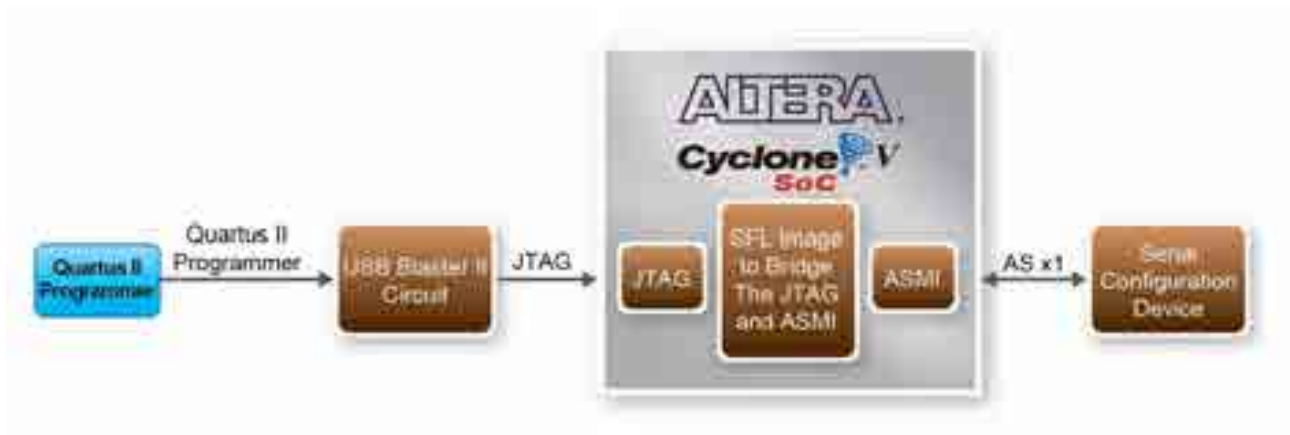 ALTERA
Cyclone V
SoC
Quartus II
Programmer
Quartus II
Programmer
USB Blaster II
Circuit
JTAG
JTAG
SFL Image
to Bridge
The JTAG
and ASMI
ASMI
AS x1
Serial
Configuration
Device